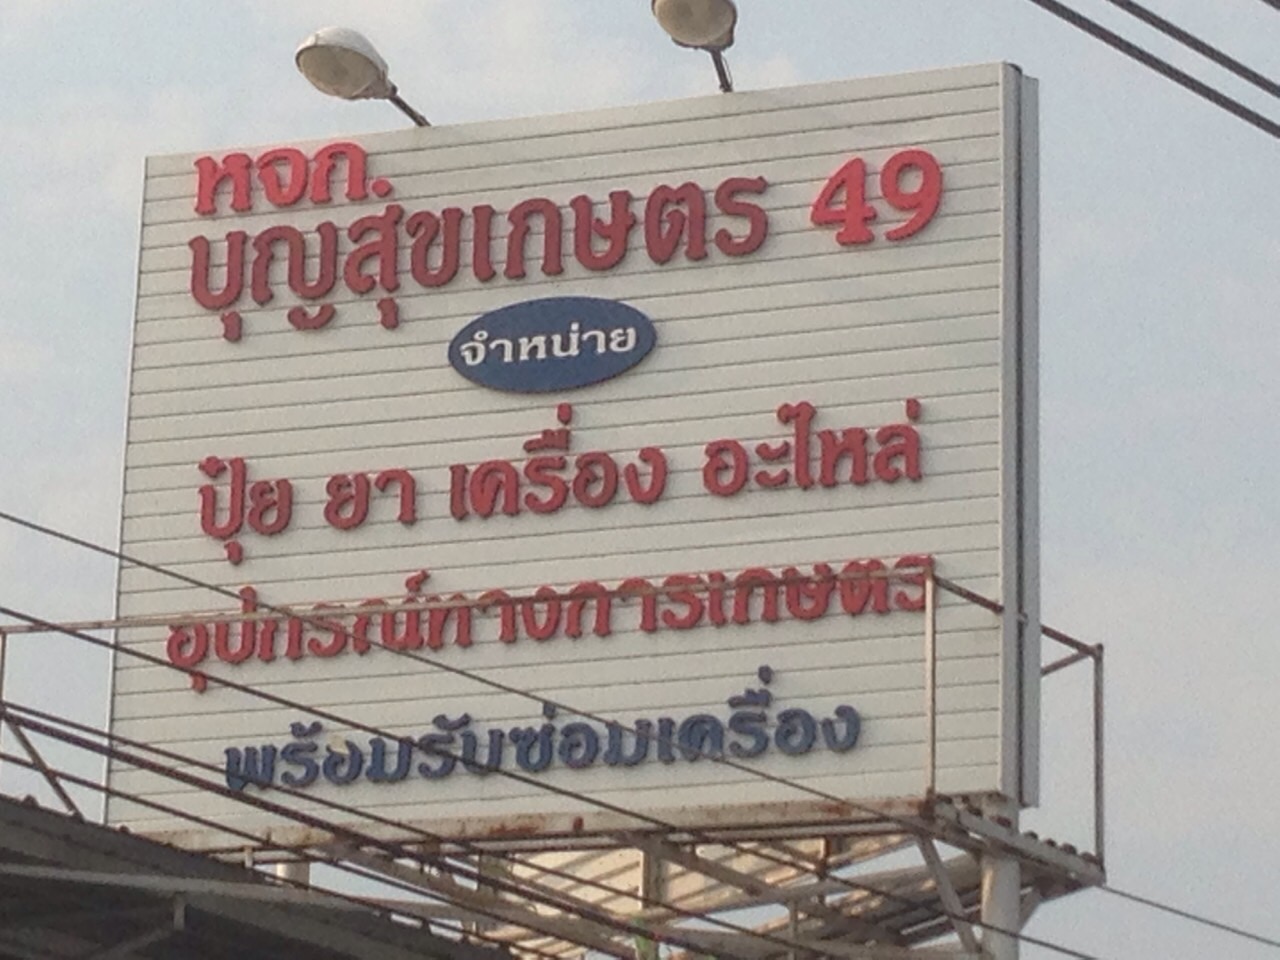 หจก.
บุญสุขเกษตร 49
จำหน่าย
ปุ๋ย ยา เครื่อง อะไหล่
อุปกรณ์ทางการเกษตร
พร้อมรับซ่อมเครื่อง